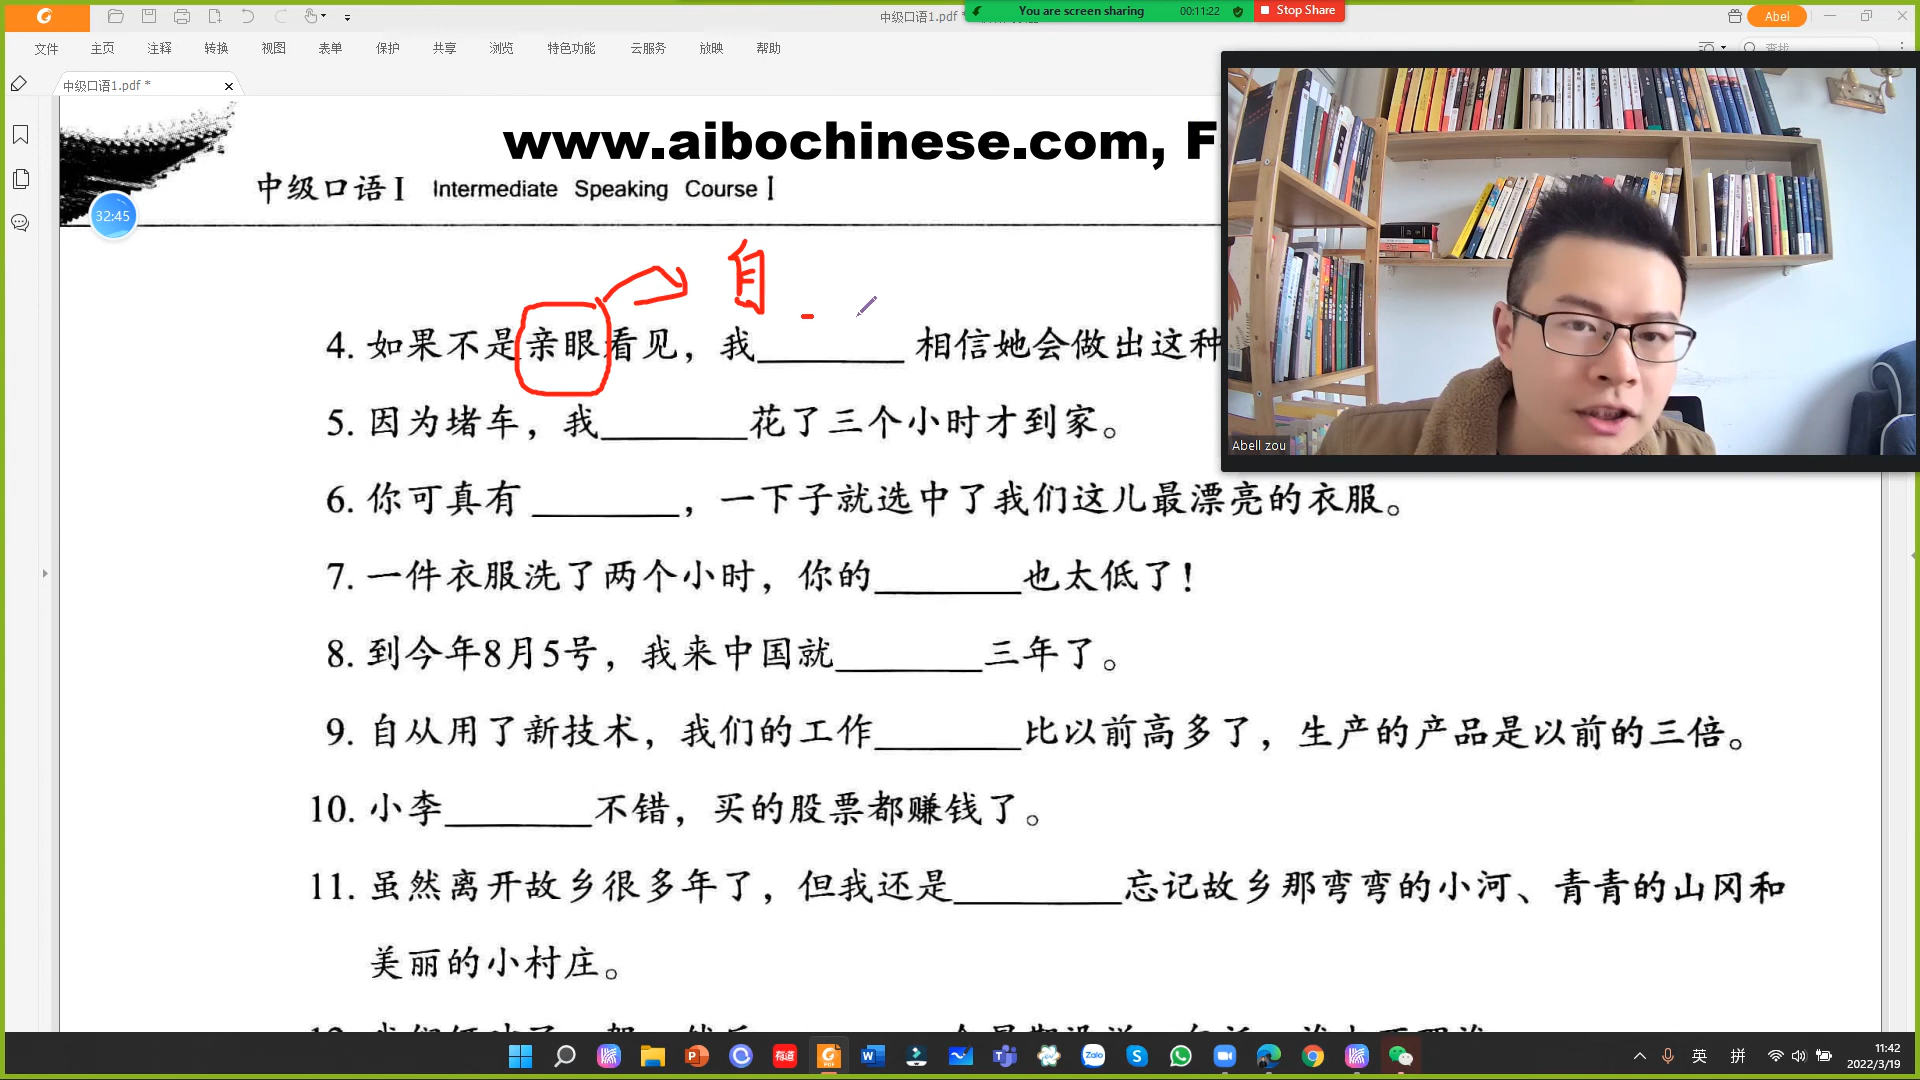 中级口语1.pdf *
You are screen sharing
00:11:22
Stop Share
Abel
文件 主页 注释 转换 视图 表单 保护 共享 浏览 特色功能 云服务 放映 帮助
查找
中级口语1.pdf *
www.aibochinese.com, F
中级口语 I Intermediate Speaking Course I
32:45
自
4. 如果不是亲眼看见，我________相信她会做出这种
5. 因为堵车，我________花了三个小时才到家。
Abell zou
6. 你可真有________，一下子就选中了我们这儿最漂亮的衣服。
7. 一件衣服洗了两个小时，你的________也太低了！
8. 到今年8月5号，我来中国就________三年了。
9. 自从用了新技术，我们的工作________比以前高多了，生产的产品是以前的三倍。
10. 小李________不错，买的股票都赚钱了。
11. 虽然离开故乡很多年了，但我还是________忘记故乡那弯弯的小河、青青的山冈和
美丽的小村庄。
有道
Zalo
英 拼
11:42
2022/3/19